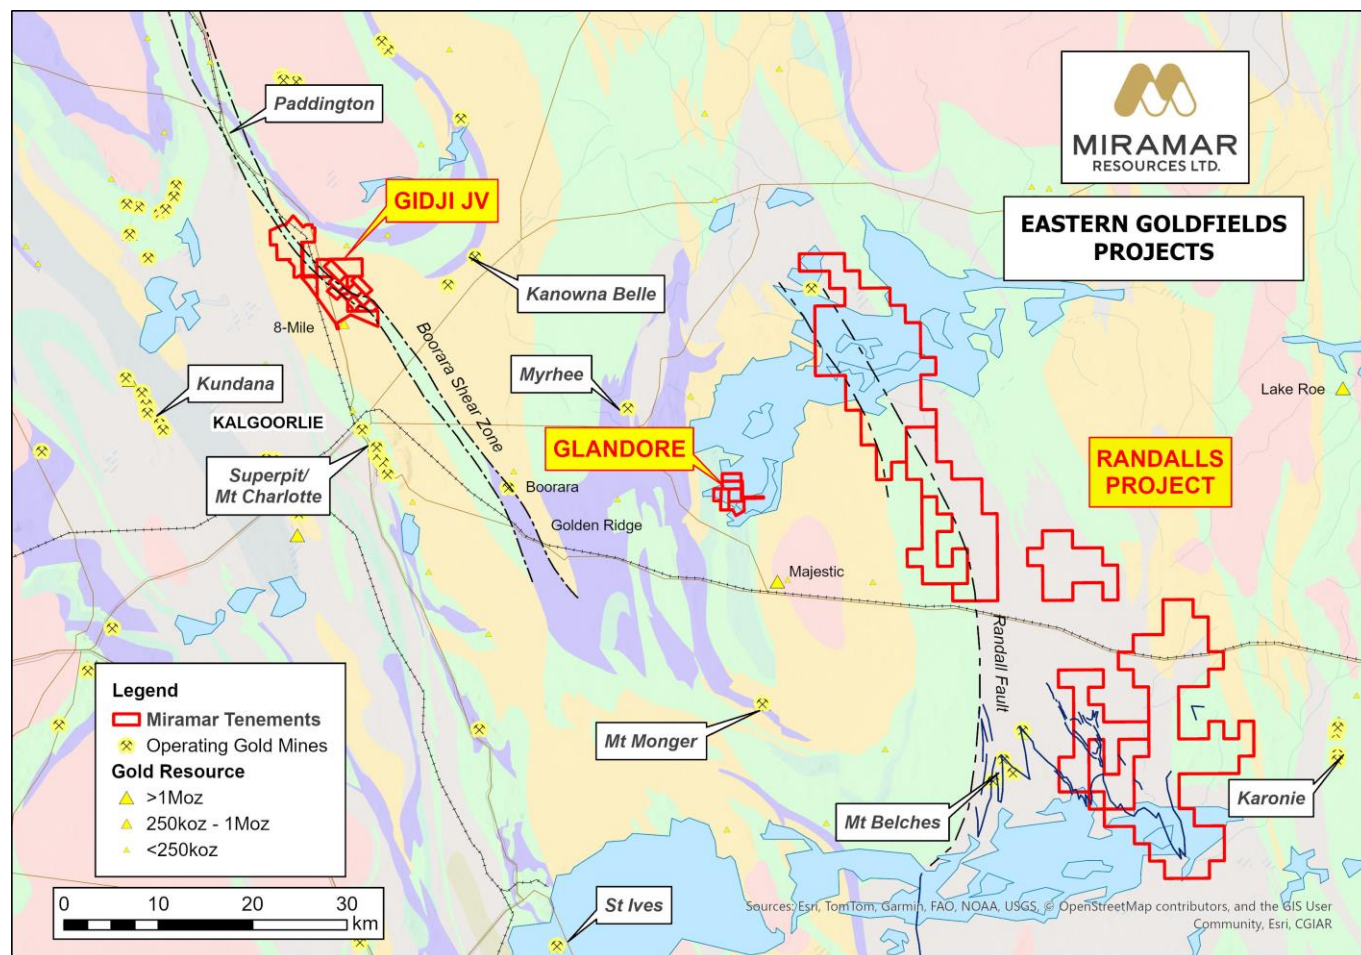 MIRAMAR
RESOURCES LTD.
EASTERN GOLDFIELDS
PROJECTS
Paddington
GIDJI JV
Kanowna Belle
8-Mile
Boorara Shear Zone
Myrhee
Kundana
KALGOORLIE
Lake Roe
GLANDORE
RANDALLS
PROJECT
Superpit/
Mt Charlotte
Boorara
Golden Ridge
Majestic
Randall Fault
Mt Monger
Mt Belches
Karonie
St Ives
Legend
Miramar Tenements
Operating Gold Mines
Gold Resource
>1Moz
250koz - 1Moz
<250koz
0 10 20 30
km
Sources: Esri, TomTom, Garmin, FAO, NOAA, USGS, © OpenStreetMap contributors, and the GIS User
Community, Esri, CGIAR